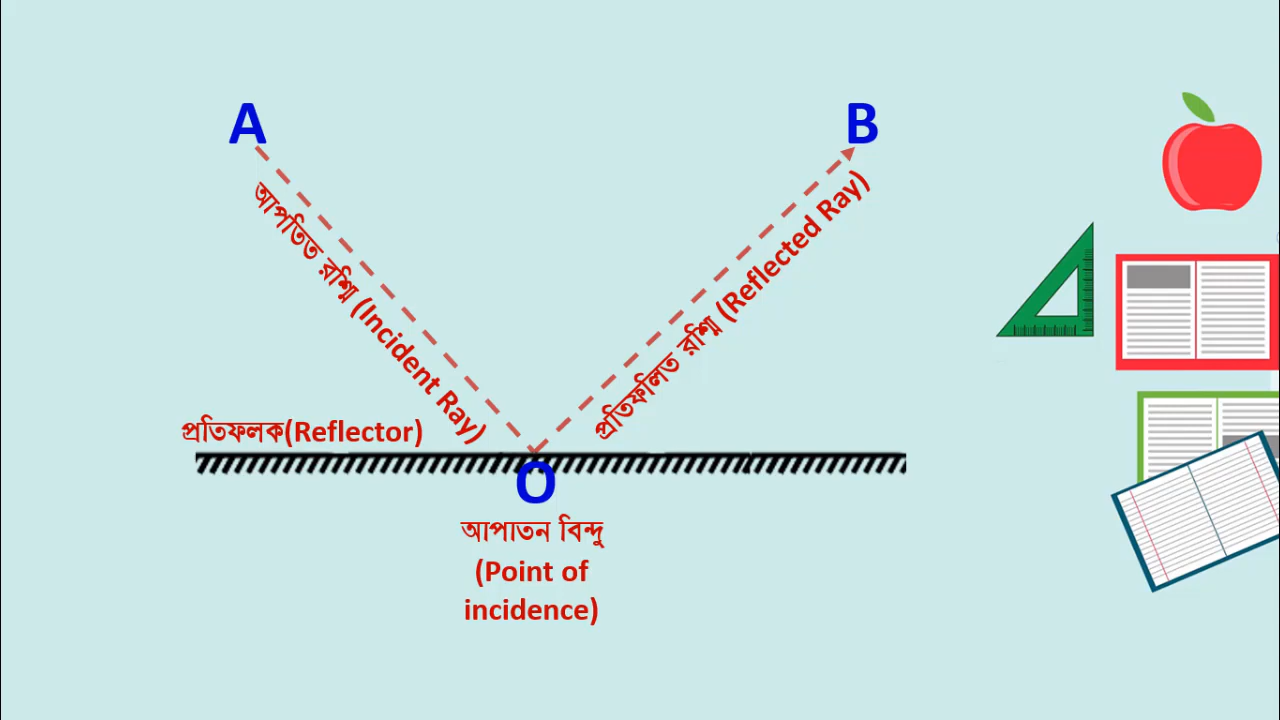 A
B
আপতিত রশ্মি (Incident Ray)
প্রতিফলিত রশ্মি (Reflected Ray)
প্রতিফলক(Reflector)
O
আপাতন বিন্দু
(Point of
incidence)